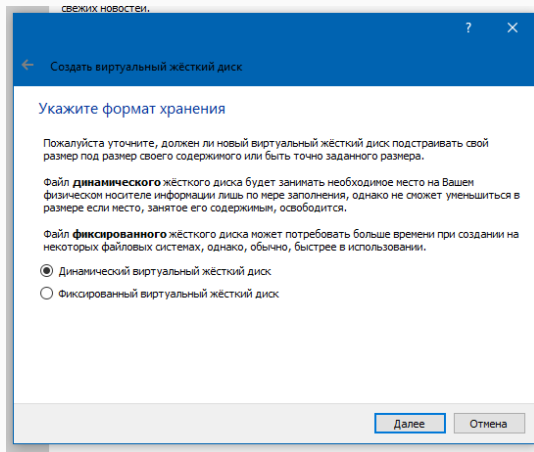 свежих новостей.
?
Создать виртуальный жёсткий диск
Укажите формат хранения
Пожалуйста уточните, должен ли новый виртуальный жёсткий диск подстраивать свой
размер под размер своего содержимого или быть точно заданного размера.
Файл динамического жёсткого диска будет занимать необходимое место на Вашем
физическом носителе информации лишь по мере заполнения, однако не сможет уменьшиться в
размере если место, занятое его содержимым, освободится.
Файл фиксированного жёсткого диска может потребовать больше времени при создании на
некоторых файловых системах, однако, обычно, быстрее в использовании.
Динамический виртуальный жёсткий диск
Фиксированный виртуальный жёсткий диск
Далее Отмена